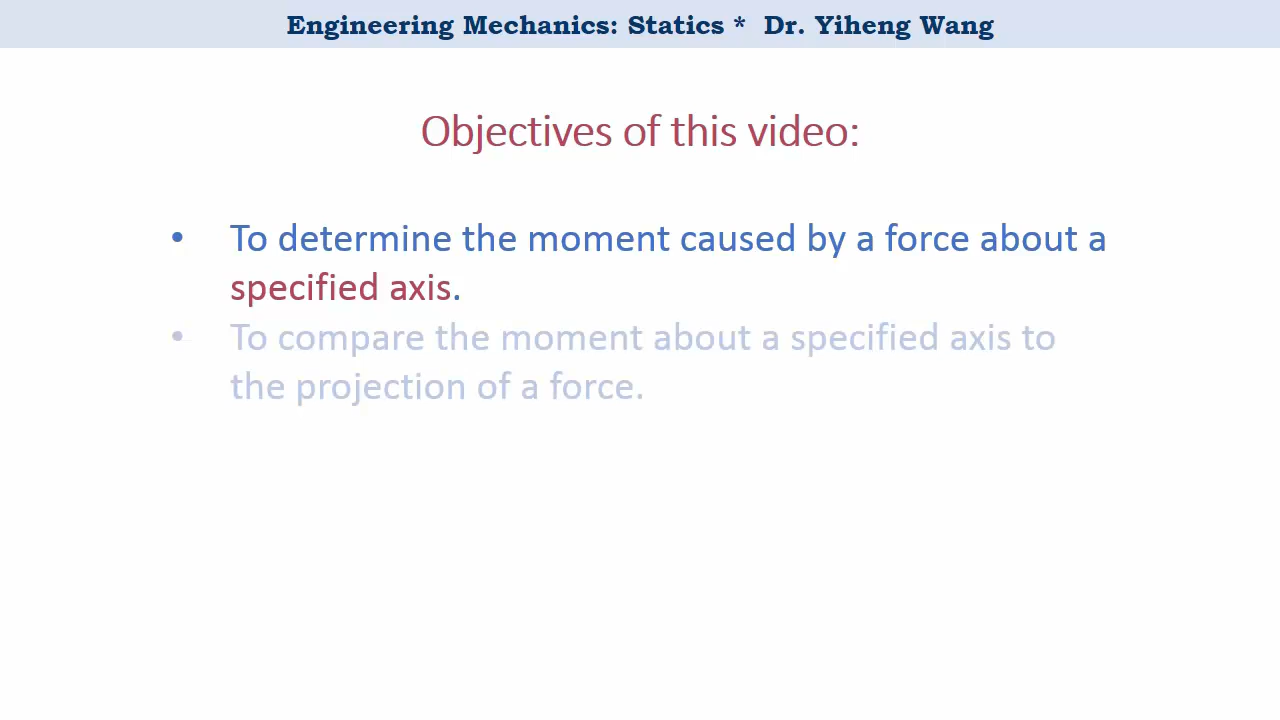 Engineering Mechanics: Statics * Dr. Yiheng Wang
Objectives of this video:
• To determine the moment caused by a force about a
specified axis.
• To compare the moment about a specified axis to
the projection of a force.